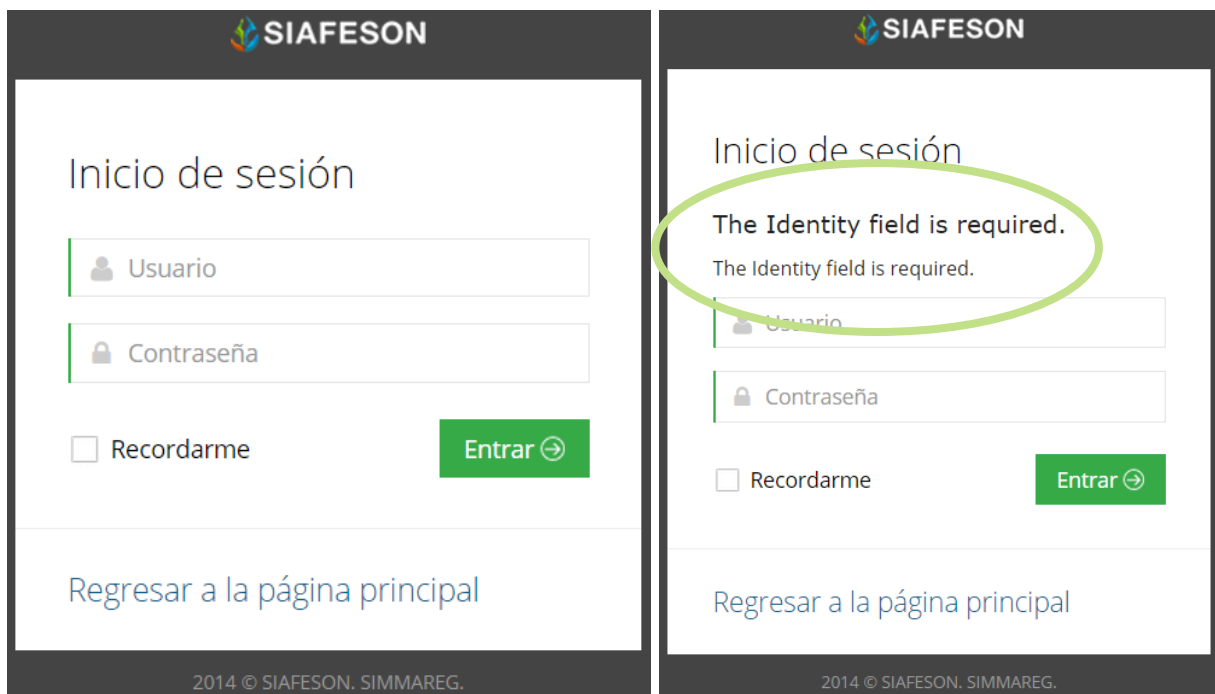 SIAFESON
Inicio de sesión
Usuario
Contraseña
Recordarme
Entrar
Regresar a la página principal
2014 © SIAFESON. SIMMAREG.
SIAFESON
Inicio de sesión
The Identity field is required.
The Identity field is required.
Usuario
Contraseña
Recordarme
Entrar
Regresar a la página principal
2014 © SIAFESON. SIMMAREG.